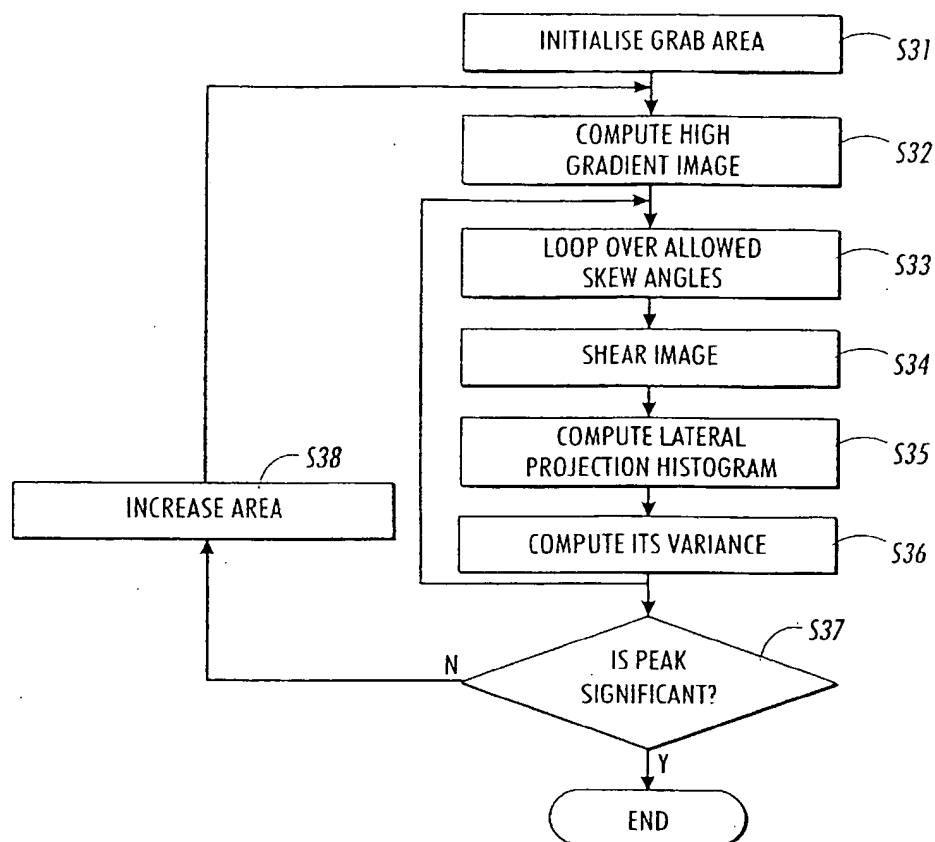 INITIALISE GRAB AREA
S31
COMPUTE HIGH
GRADIENT IMAGE
S32
LOOP OVER ALLOWED
SKEW ANGLES
S33
SHEAR IMAGE
S34
COMPUTE LATERAL
PROJECTION HISTOGRAM
S35
S38
INCREASE AREA
COMPUTE ITS VARIANCE
S36
S37
IS PEAK
SIGNIFICANT?
N
Y
END